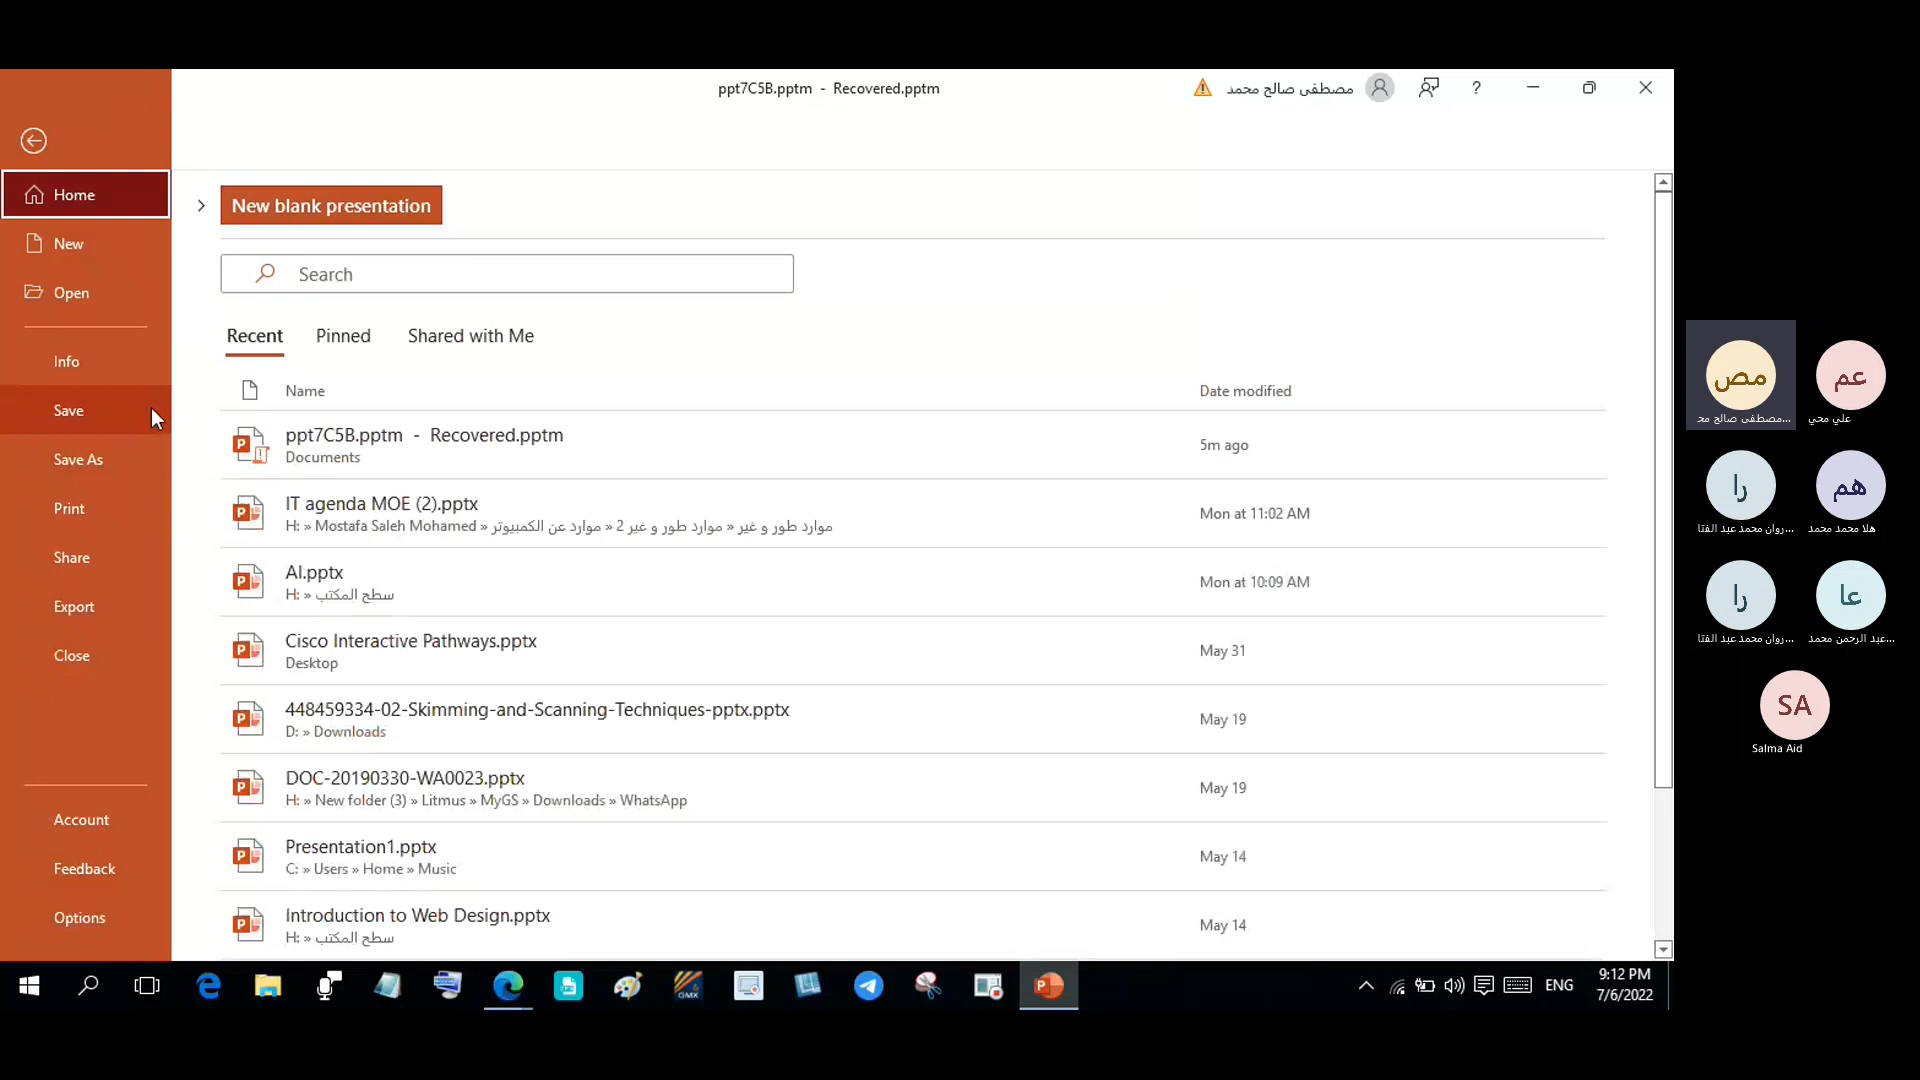 ppt7C5B.pptm  -  Recovered.pptm
مصطفى صالح محمد
?
Home
New
Open
Info
Save
Save As
Print
Share
Export
Close
Account
Feedback
Options
New blank presentation
Search
Recent
Pinned
Shared with Me
Name
Date modified
ppt7C5B.pptm  -  Recovered.pptm
Documents
5m ago
IT agenda MOE (2).pptx
H: » Mostafa Saleh Mohamed » موارد طور و غير » موارد طور و غير 2 » موارد عن الكمبيوتر
Mon at 11:02 AM
AI.pptx
H: » سطح المكتب
Mon at 10:09 AM
Cisco Interactive Pathways.pptx
Desktop
May 31
448459334-02-Skimming-and-Scanning-Techniques-pptx.pptx
D: » Downloads
May 19
DOC-20190330-WA0023.pptx
H: » New folder (3) » Litmus » MyGS » Downloads » WhatsApp
May 19
Presentation1.pptx
C: » Users » Home » Music
May 14
Introduction to Web Design.pptx
H: » سطح المكتب
May 14
مص
مصطفى صالح مح...
عم
علي محي
را
روان محمد عبد الفتا...
هم
هلا محمد محمد
را
روان محمد عبد الفتا...
عا
عبد الرحمن محمد...
SA
Salma Aid
GMX
ENG
9:12 PM
7/6/2022